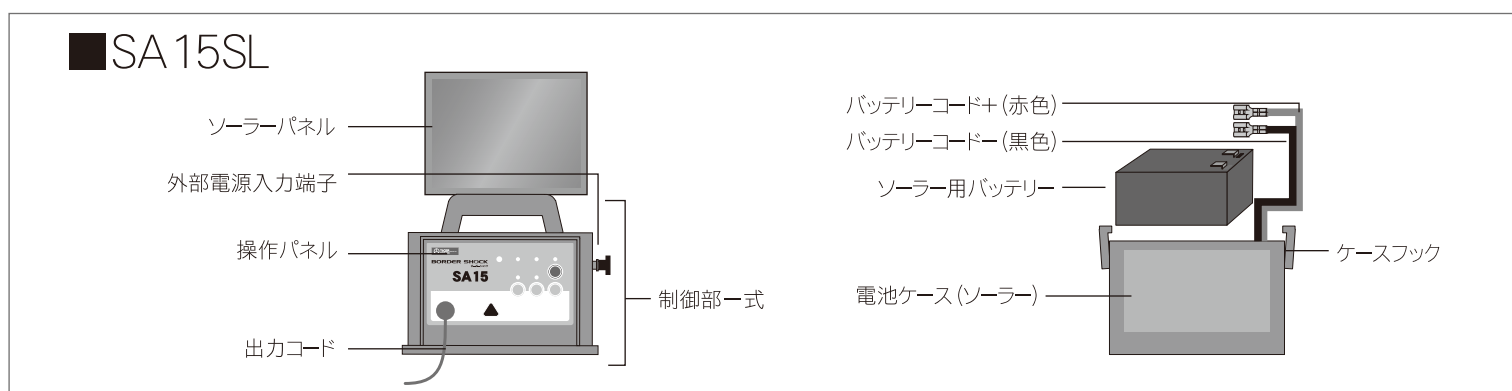 ■SA15SL
ソーラーパネル
外部電源入力端子
操作パネル
出力コード
BORDER SHOCK
SA15
制御部一式
バッテリーコード+(赤色)
バッテリーコード−(黒色)
ソーラー用バッテリー
電池ケース(ソーラー)
ケースフック